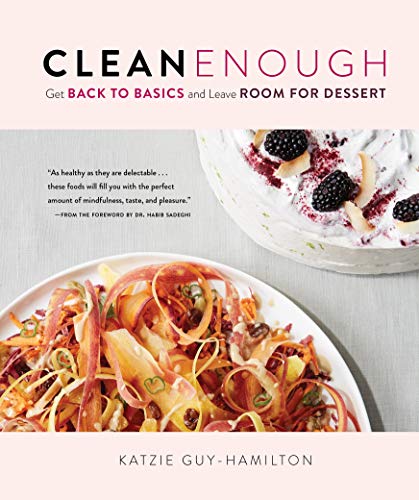 CLEANENOUGH
Get BACK TO BASICS and Leave ROOM FOR DESSERT
"As healthy as they are delectable . . .
these foods will fill you with the perfect
amount of mindfulness, taste, and pleasure."
—FROM THE FOREWORD BY DR. HABIB SADEGHI
KATZIE GUY-HAMILTON